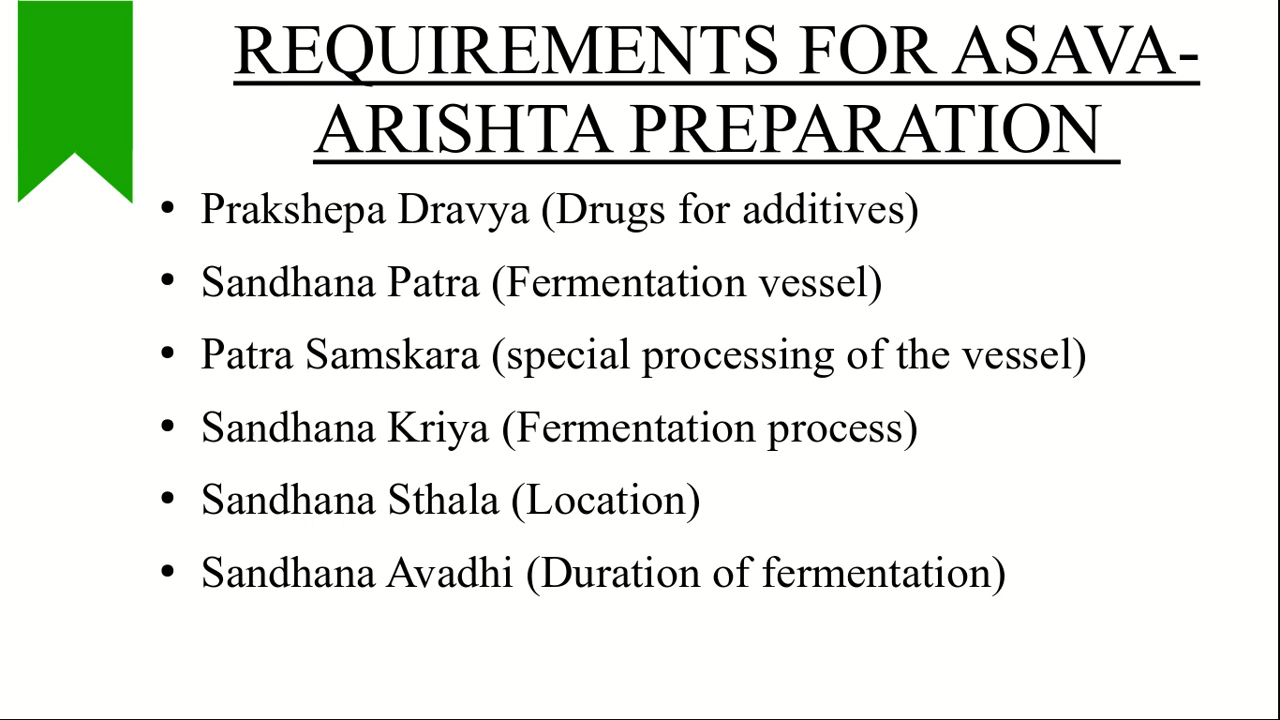 REQUIREMENTS FOR ASAVA-
ARISHTA PREPARATION
• Prakshepa Dravya (Drugs for additives)
• Sandhana Patra (Fermentation vessel)
• Patra Samskara (special processing of the vessel)
• Sandhana Kriya (Fermentation process)
• Sandhana Sthala (Location)
• Sandhana Avadhi (Duration of fermentation)